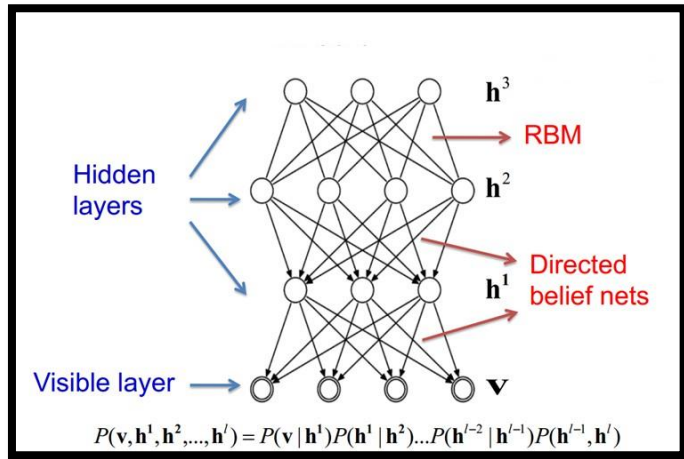 h³
RBM
Hidden
layers
h²
Directed
belief nets
h¹
Visible layer
v
P(v,h¹,h²,...,hˡ) = P(v|h¹)P(h¹|h²)...P(hˡ⁻²|hˡ⁻¹)P(hˡ⁻¹,hˡ)